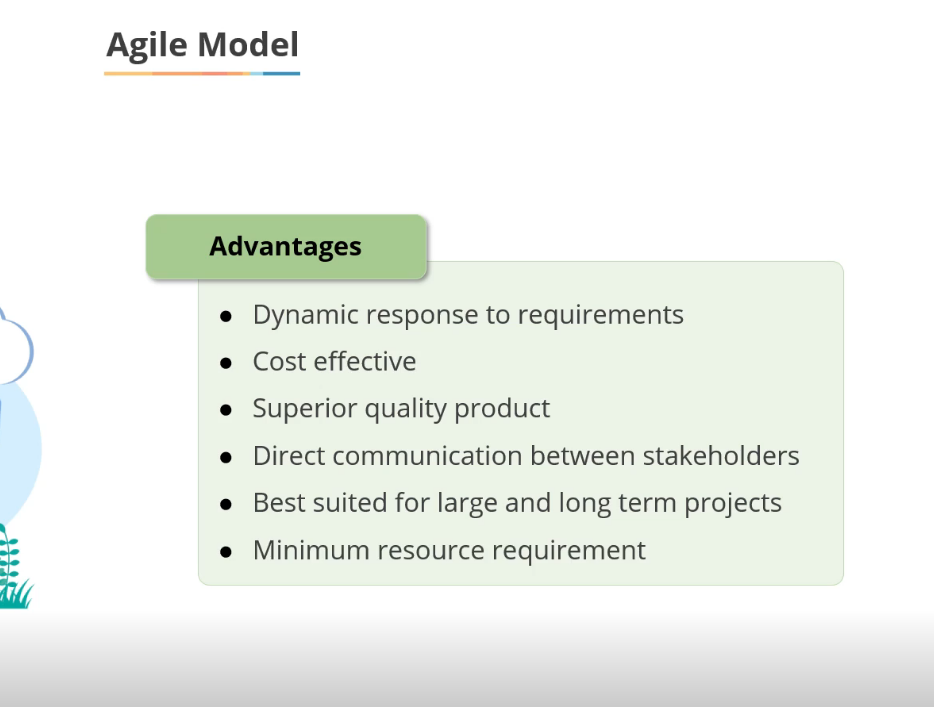 Agile Model
Advantages
● Dynamic response to requirements
● Cost effective
● Superior quality product
● Direct communication between stakeholders
● Best suited for large and long term projects
● Minimum resource requirement